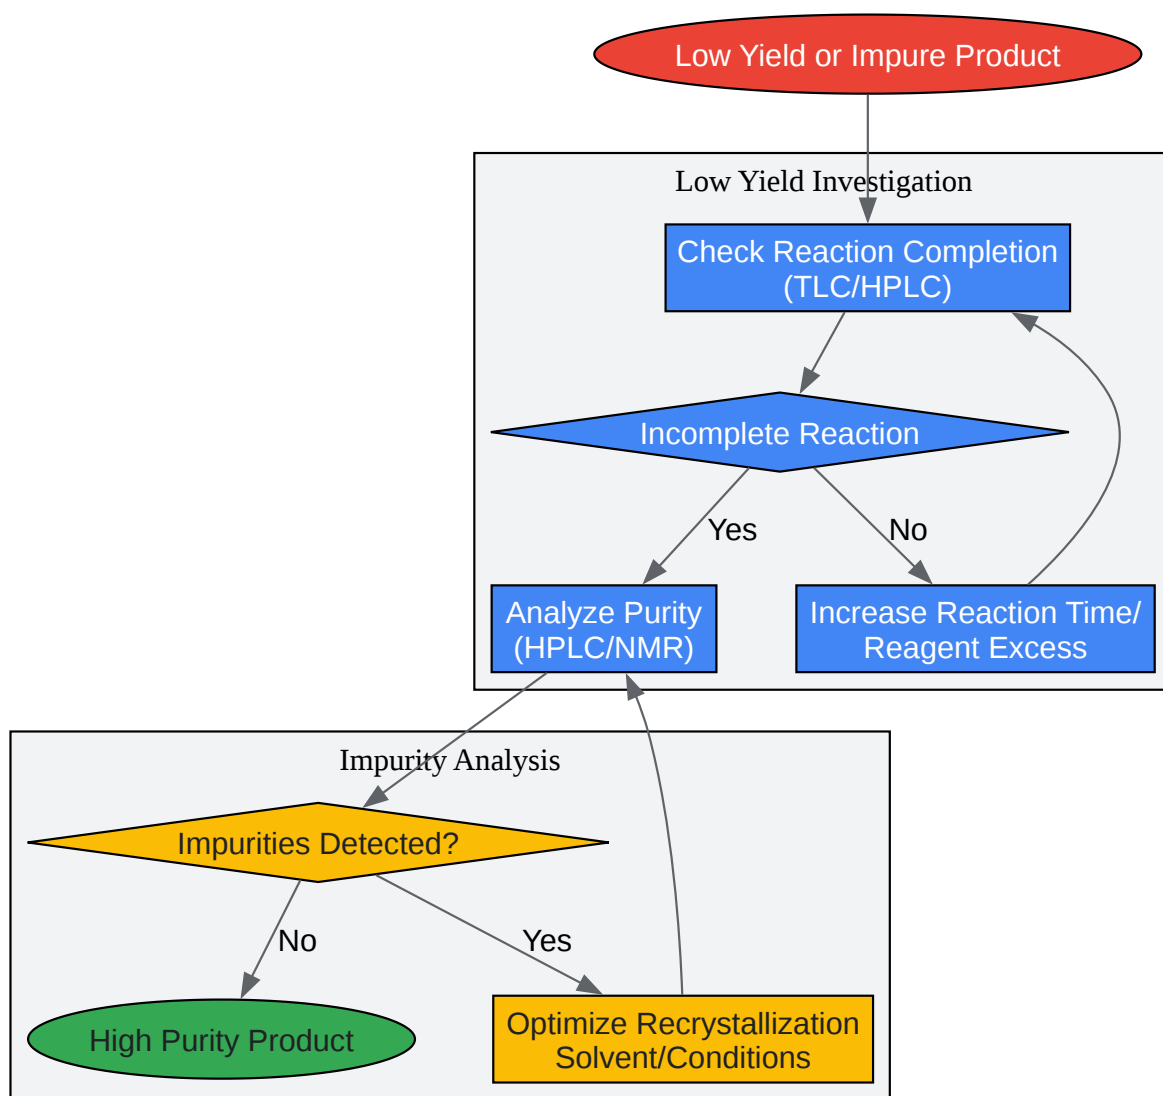 Low Yield or Impure Product
Low Yield Investigation
Check Reaction Completion
(TLC/HPLC)
Incomplete Reaction
Yes
No
Analyze Purity
(HPLC/NMR)
Increase Reaction Time/
Reagent Excess
Impurity Analysis
Impurities Detected?
No
Yes
High Purity Product
Optimize Recrystallization
Solvent/Conditions